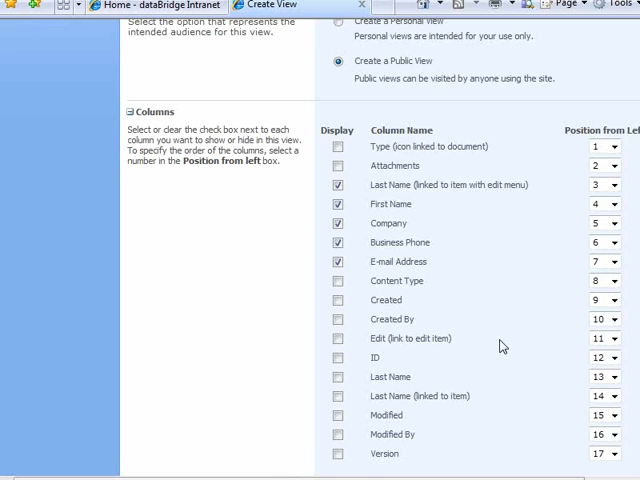 Home - dataBridge Intranet
Create View
Page
Tools
Select the option that represents the
intended audience for this view.
Create a Personal View
Personal views are intended for your use only.
Create a Public View
Public views can be visited by anyone using the site.
Columns
Select or clear the check box next to each
column you want to show or hide in this view.
To specify the order of the columns, select a
number in the Position from left box.
Display Column Name Position from Left
Type (icon linked to document) 1
Attachments 2
Last Name (linked to item with edit menu) 3
First Name 4
Company 5
Business Phone 6
E-mail Address 7
Content Type 8
Created 9
Created By 10
Edit (link to edit item) 11
ID 12
Last Name 13
Last Name (linked to item) 14
Modified 15
Modified By 16
Version 17